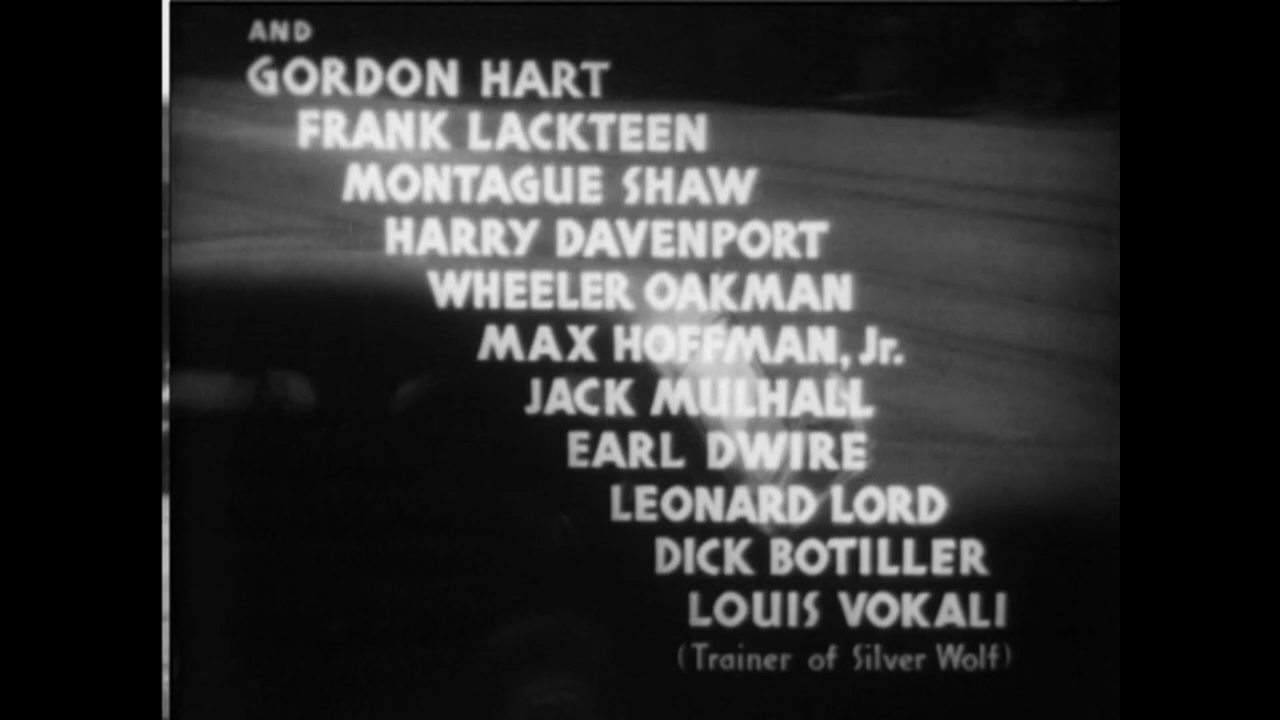 AND
GORDON HART
FRANK LACKTEEN
MONTAGUE SHAW
HARRY DAVENPORT
WHEELER OAKMAN
MAX HOFFMAN, Jr.
JACK MULHALL
EARL DWIRE
LEONARD LORD
DICK BOTILLER
LOUIS VOKALI
(Trainer of Silver Wolf)